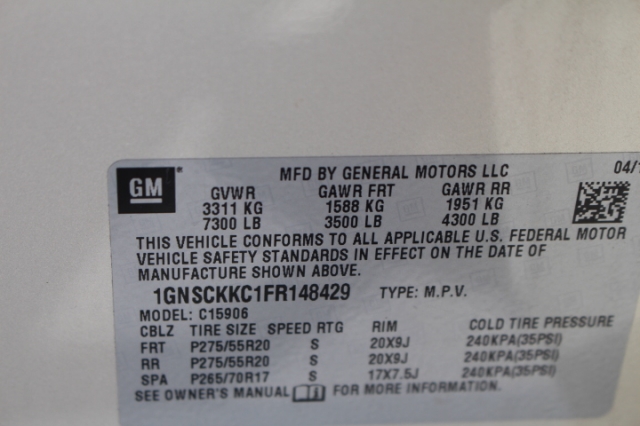 GM
MFD BY GENERAL MOTORS LLC 04/1
GVWR GAWR FRT GAWR RR
3311 KG 1588 KG 1951 KG
7300 LB 3500 LB 4300 LB
THIS VEHICLE CONFORMS TO ALL APPLICABLE U.S. FEDERAL MOTOR
VEHICLE SAFETY STANDARDS IN EFFECT ON THE DATE OF
MANUFACTURE SHOWN ABOVE.
1GNSCKKC1FR148429 TYPE: M.P.V.
MODEL: C15906
CBLZ TIRE SIZE SPEED RTG RIM COLD TIRE PRESSURE
FRT P275/55R20 S 20X9J 240KPA(35PSI)
RR P275/55R20 S 20X9J 240KPA(35PSI)
SPA P265/70R17 S 17X7.5J 240KPA(35PSI)
SEE OWNER'S MANUAL FOR MORE INFORMATION.